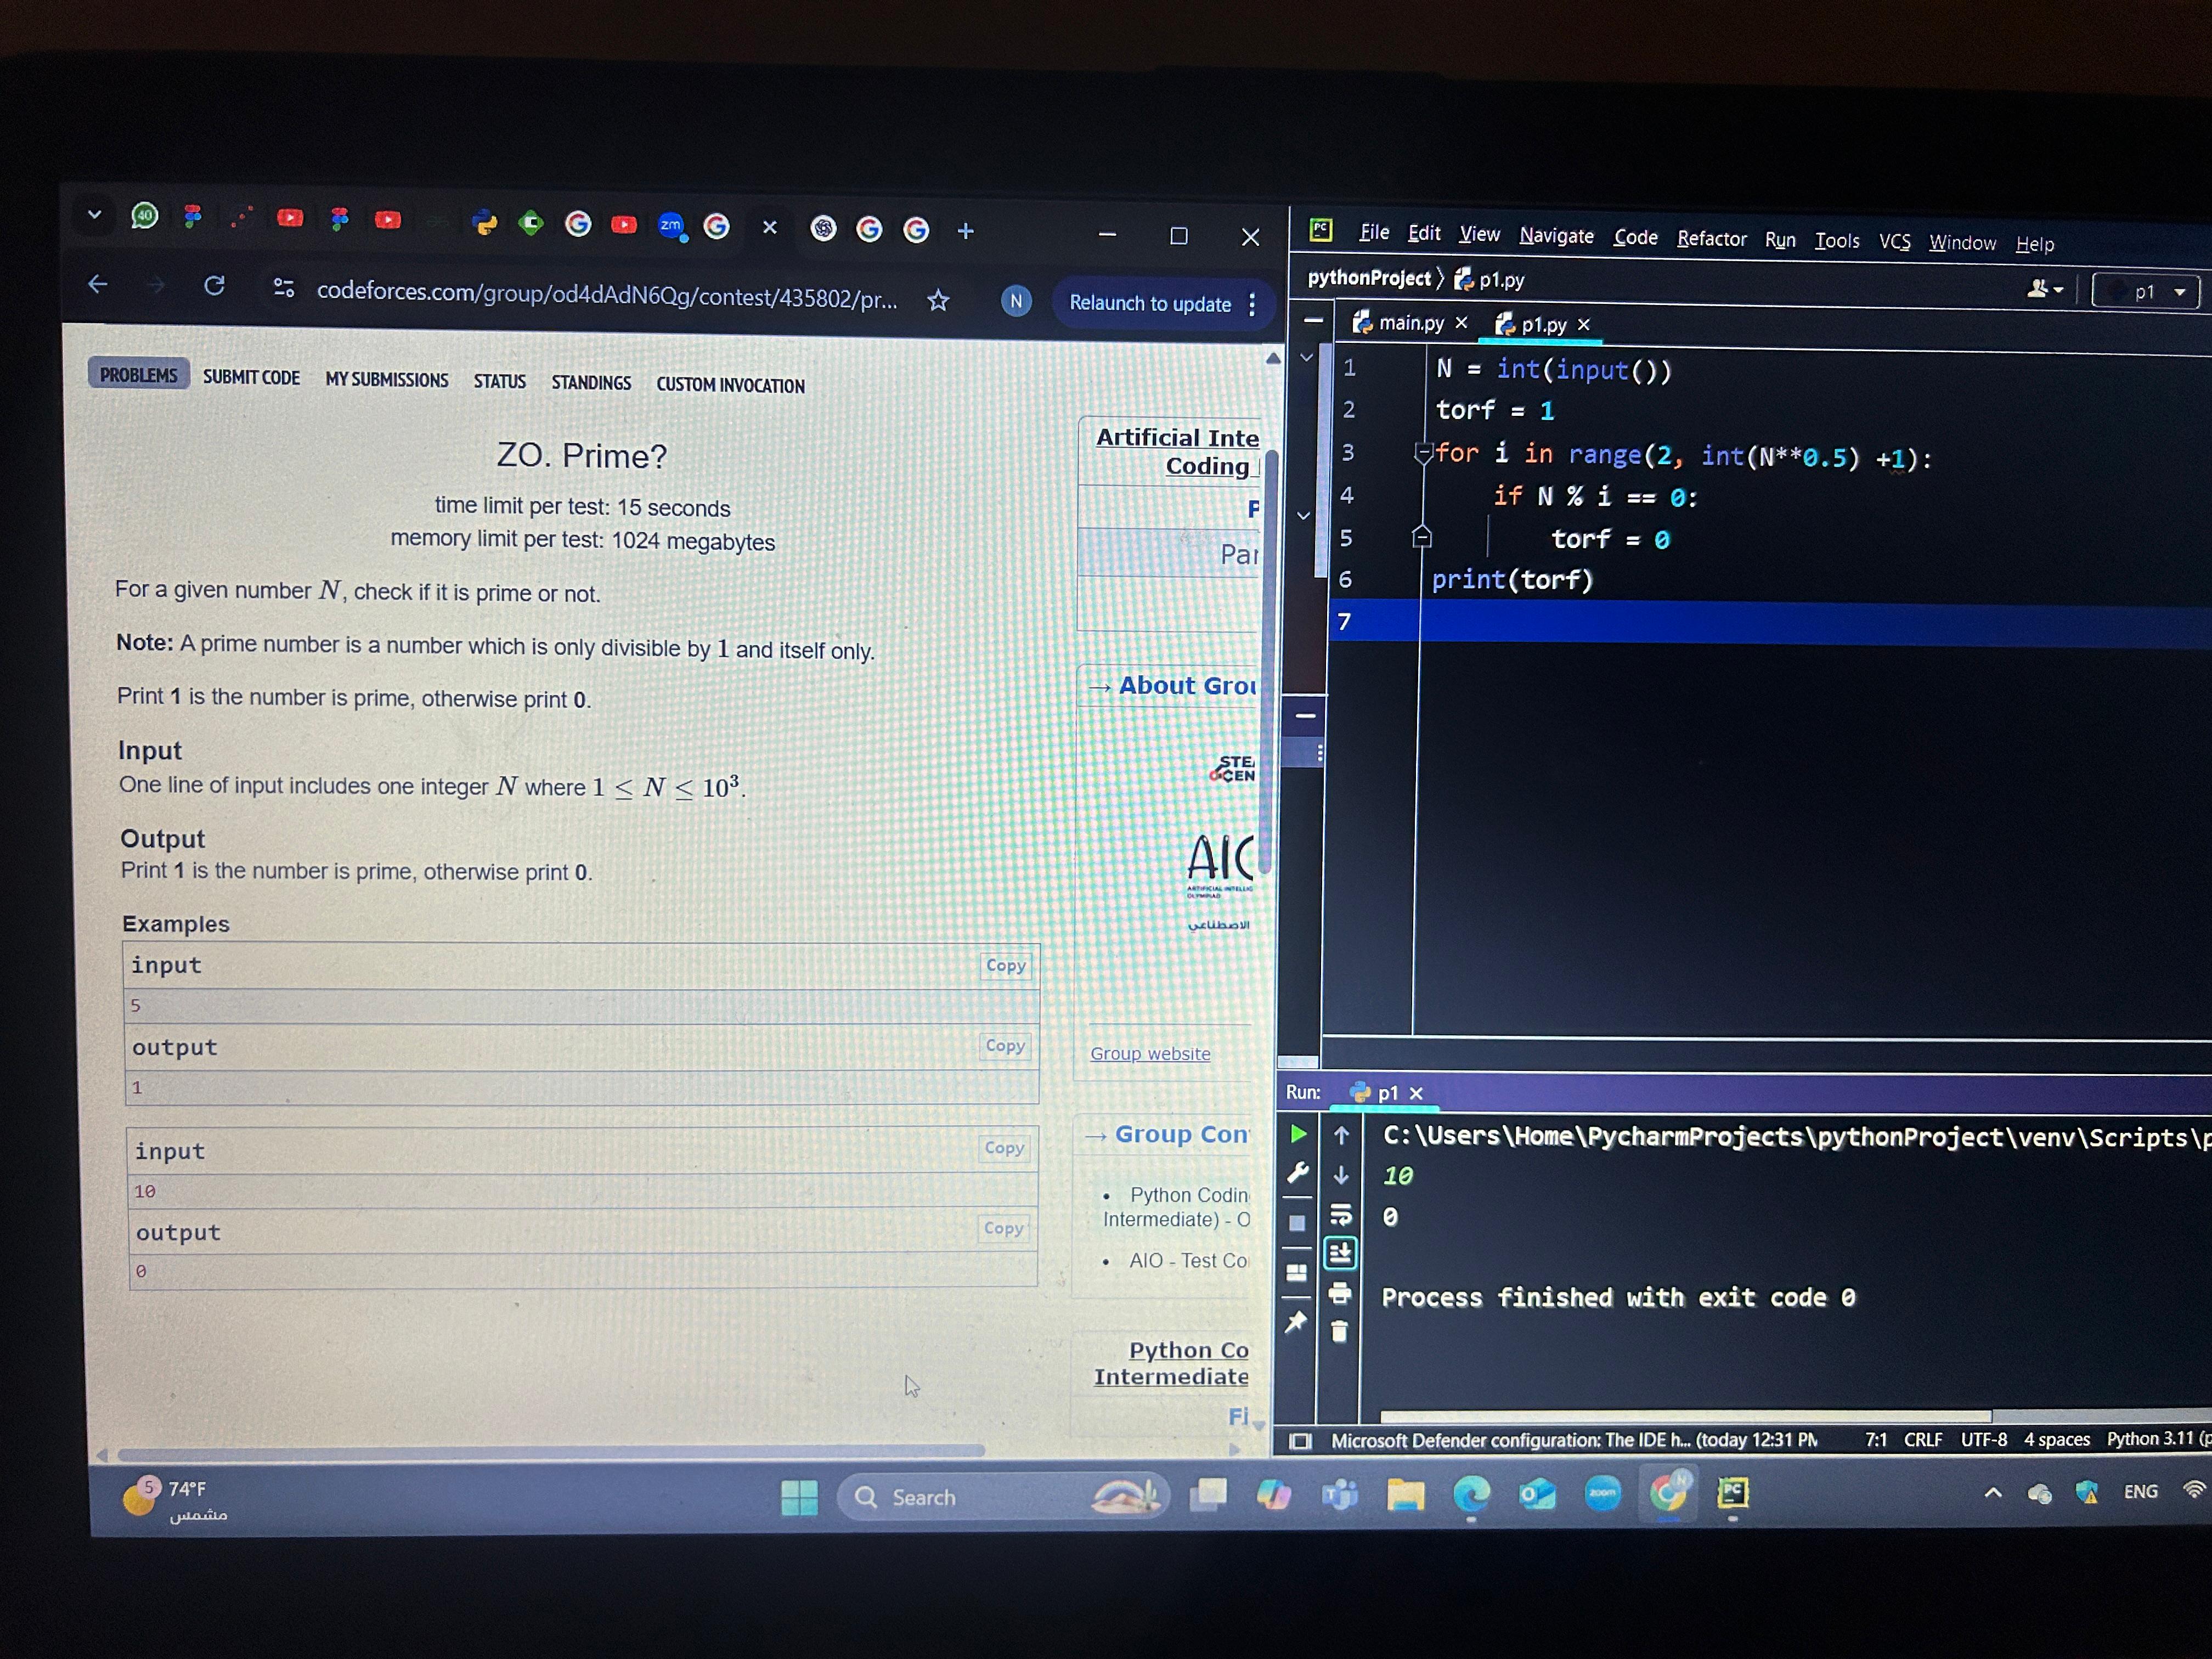 40
zm
codeforces.com/group/od4dAdN6Qg/contest/435802/pr...
N
Relaunch to update
PROBLEMS SUBMIT CODE MY SUBMISSIONS STATUS STANDINGS CUSTOM INVOCATION
ZO. Prime?
time limit per test: 15 seconds
memory limit per test: 1024 megabytes
For a given number N, check if it is prime or not.
Note: A prime number is a number which is only divisible by 1 and itself only.
Print 1 is the number is prime, otherwise print 0.
Input
One line of input includes one integer N where 1 ≤ N ≤ 10³.
Output
Print 1 is the number is prime, otherwise print 0.
Examples
input
Copy
5
output
Copy
1
input
Copy
10
output
Copy
0
Artificial Inte
Coding
P
Par
→ About Grou
STE
CEN
AIO
ARTIFICIAL INTELLIG
OLYMPIAD
الاصطناعي
Group website
→ Group Con
• Python Codin
Intermediate) - O
• AIO - Test Co
Python Co
Intermediate
Fi
PC File Edit View Navigate Code Refactor Run Tools VCS Window Help
pythonProject p1.py
p1
main.py p1.py
1 N = int(input())
2 torf = 1
3 for i in range(2, int(N**0.5) +1):
4 if N % i == 0:
5 torf = 0
6 print(torf)
7
Run: p1
C:\Users\Home\PycharmProjects\pythonProject\venv\Scripts\p
10
0
Process finished with exit code 0
Microsoft Defender configuration: The IDE h... (today 12:31 PM 7:1 CRLF UTF-8 4 spaces Python 3.11 (p
5
74°F
مشمس
Search
zoom
PC
ENG